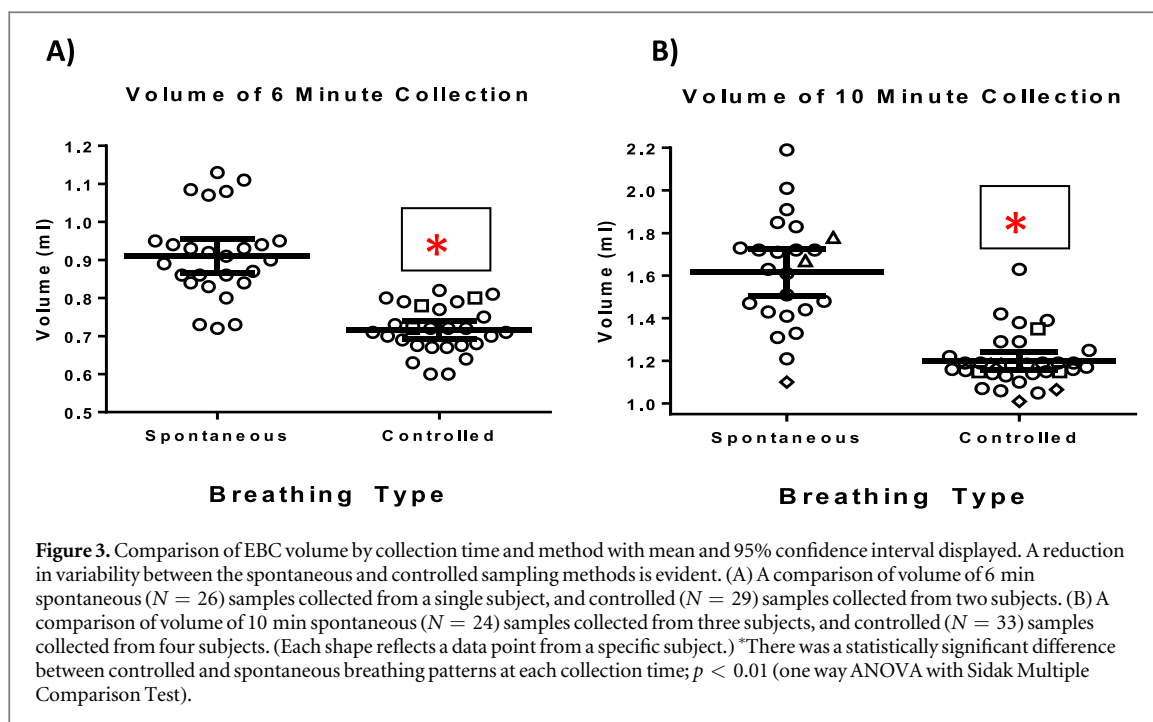 A)
Volume of 6 Minute Collection
1.2
1.1
1.0
0.9
0.8
0.7
0.6
0.5
Volume (ml)
*
Spontaneous
Controlled
Breathing Type
B)
Volume of 10 Minute Collection
2.2
2.0
1.8
1.6
1.4
1.2
1.0
Volume (ml)
*
Spontaneous
Controlled
Breathing Type
Figure 3. Comparison of EBC volume by collection time and method with mean and 95% confidence interval displayed. A reduction
in variability between the spontaneous and controlled sampling methods is evident. (A) A comparison of volume of 6 min
spontaneous (N = 26) samples collected from a single subject, and controlled (N = 29) samples collected from two subjects. (B) A
comparison of volume of 10 min spontaneous (N = 24) samples collected from three subjects, and controlled (N = 33) samples
collected from four subjects. (Each shape reflects a data point from a specific subject.) *There was a statistically significant difference
between controlled and spontaneous breathing patterns at each collection time; p < 0.01 (one way ANOVA with Sidak Multiple
Comparison Test).